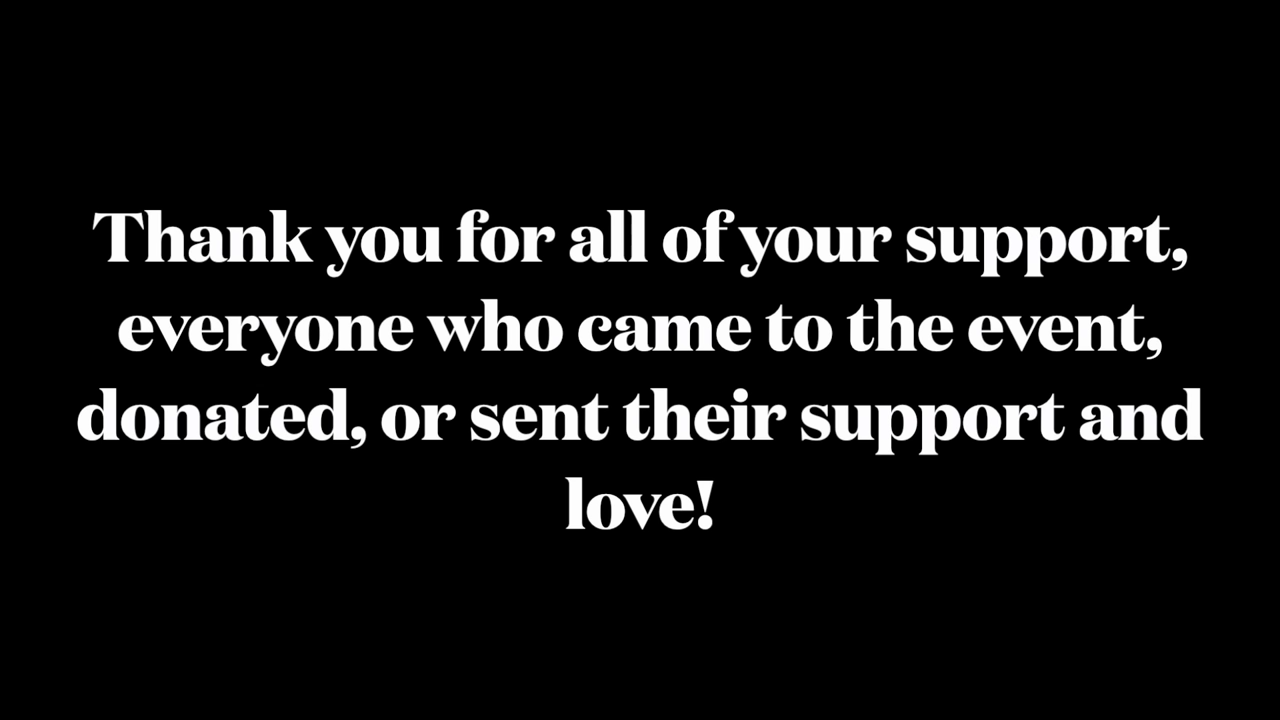 Thank you for all of your support,
everyone who came to the event,
donated, or sent their support and
love!